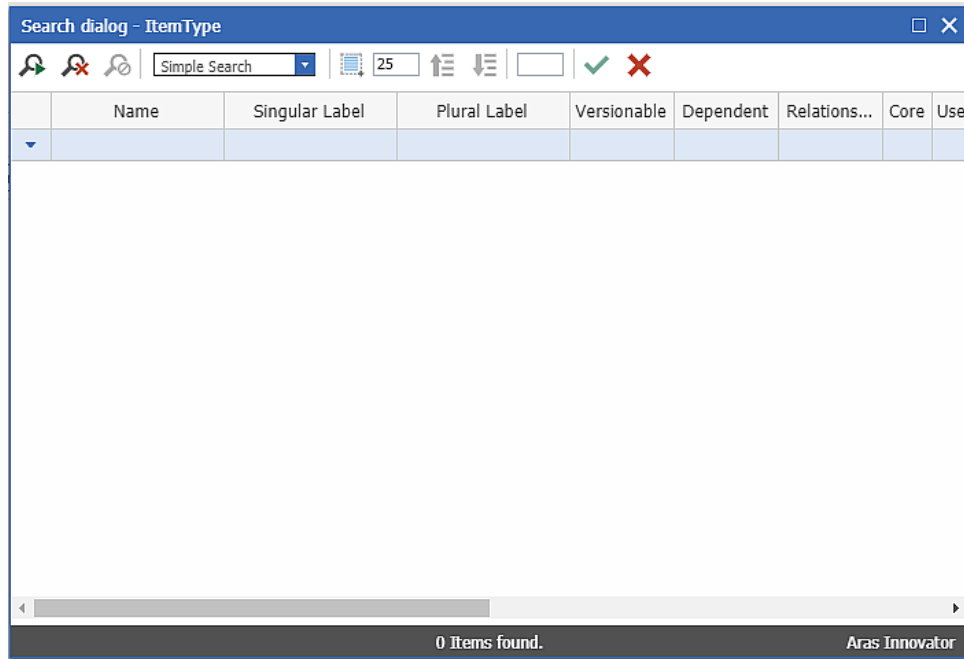 Search dialog - ItemType
Simple Search 25
Name Singular Label Plural Label Versionable Dependent Relations... Core Use
0 Items found. Aras Innovator